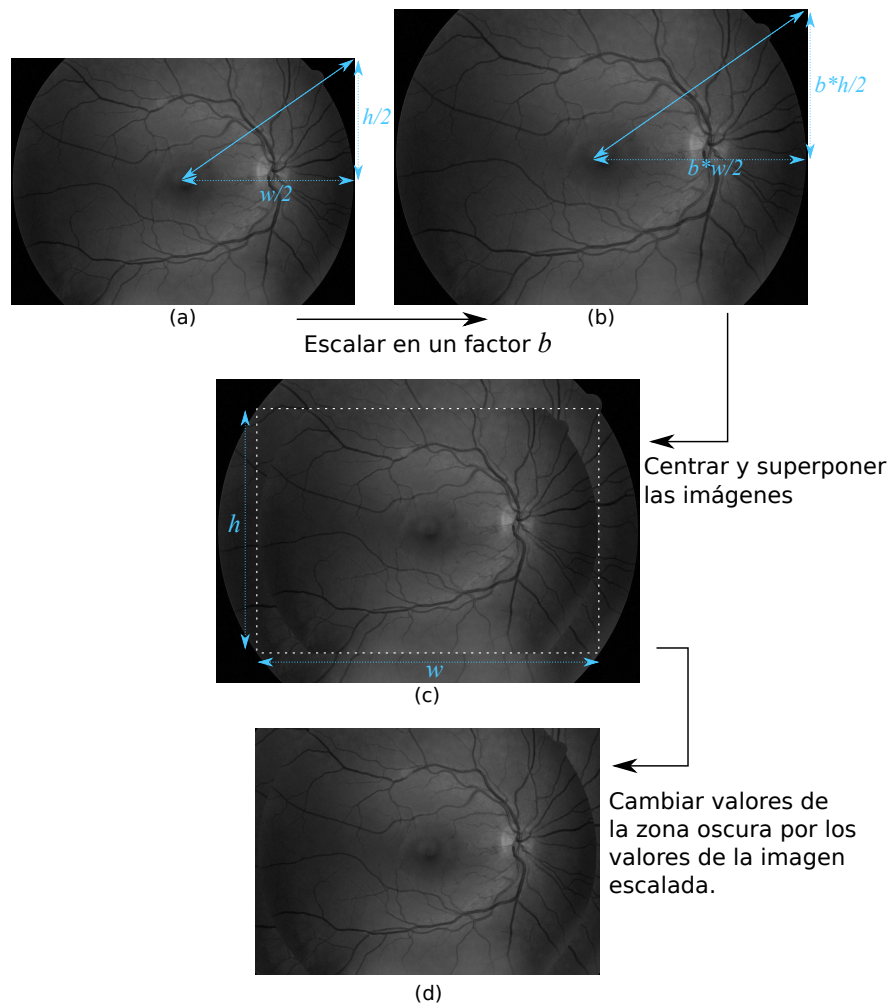 h/2
w/2
(a)
b*h/2
b*w/2
(b)
Escalar en un factor b
Centrar y superponer
las imágenes
h
w
(c)
Cambiar valores de
la zona oscura por los
valores de la imagen
escalada.
(d)